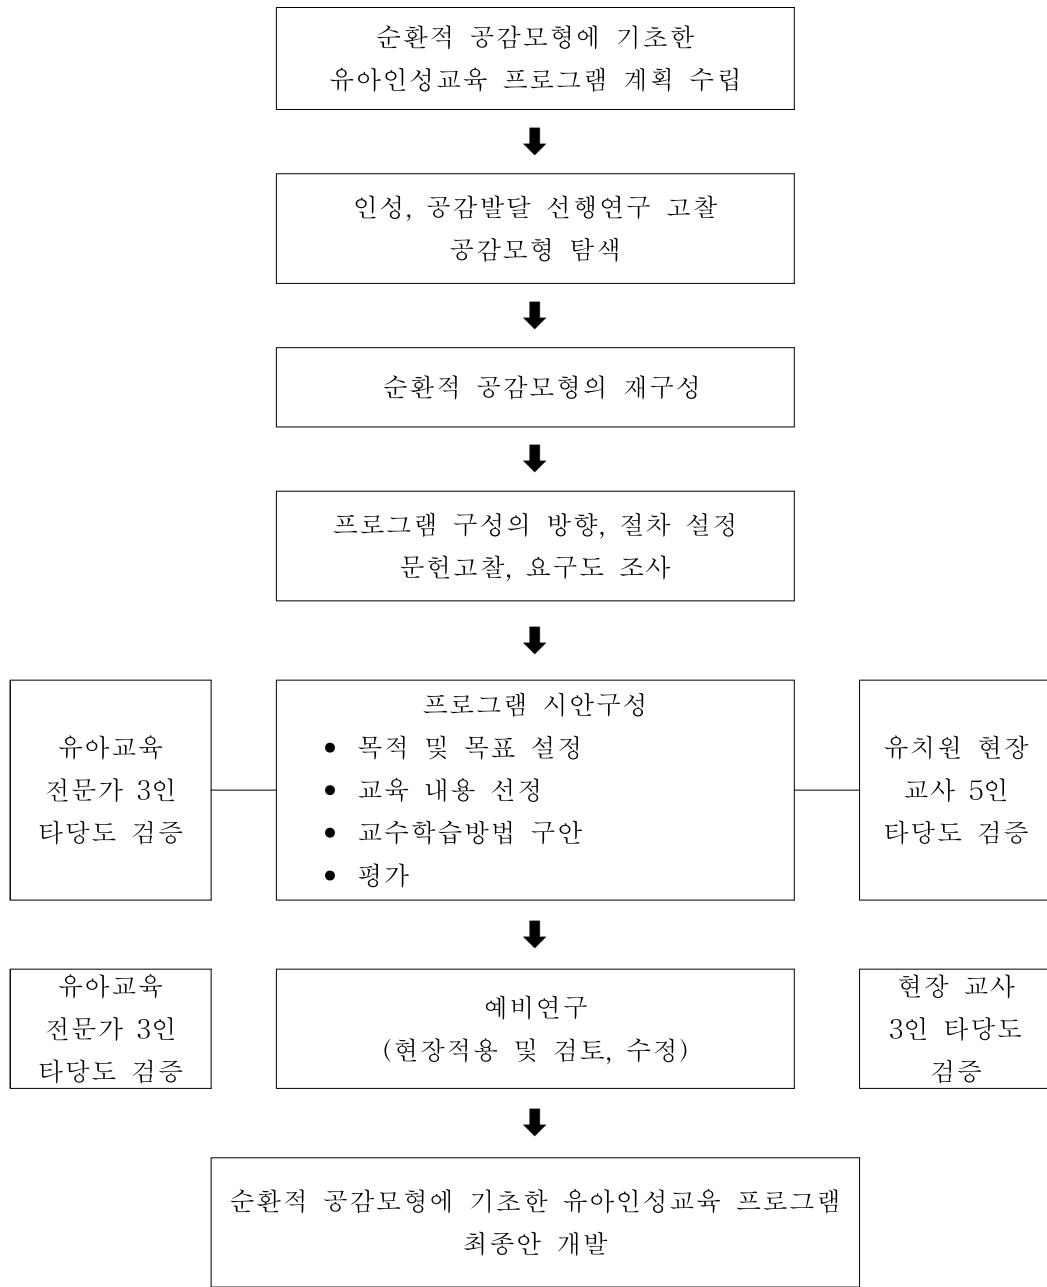 순환적 공감모형에 기초한
유아인성교육 프로그램 계획 수립
인성, 공감발달 선행연구 고찰
공감모형 탐색
순환적 공감모형의 재구성
프로그램 구성의 방향, 절차 설정
문헌고찰, 요구도 조사
유아교육
전문가 3인
타당도 검증
프로그램 시안구성
• 목적 및 목표 설정
• 교육 내용 선정
• 교수학습방법 구안
• 평가
유치원 현장
교사 5인
타당도 검증
유아교육
전문가 3인
타당도 검증
예비연구
(현장적용 및 검토, 수정)
현장 교사
3인 타당도
검증
순환적 공감모형에 기초한 유아인성교육 프로그램
최종안 개발